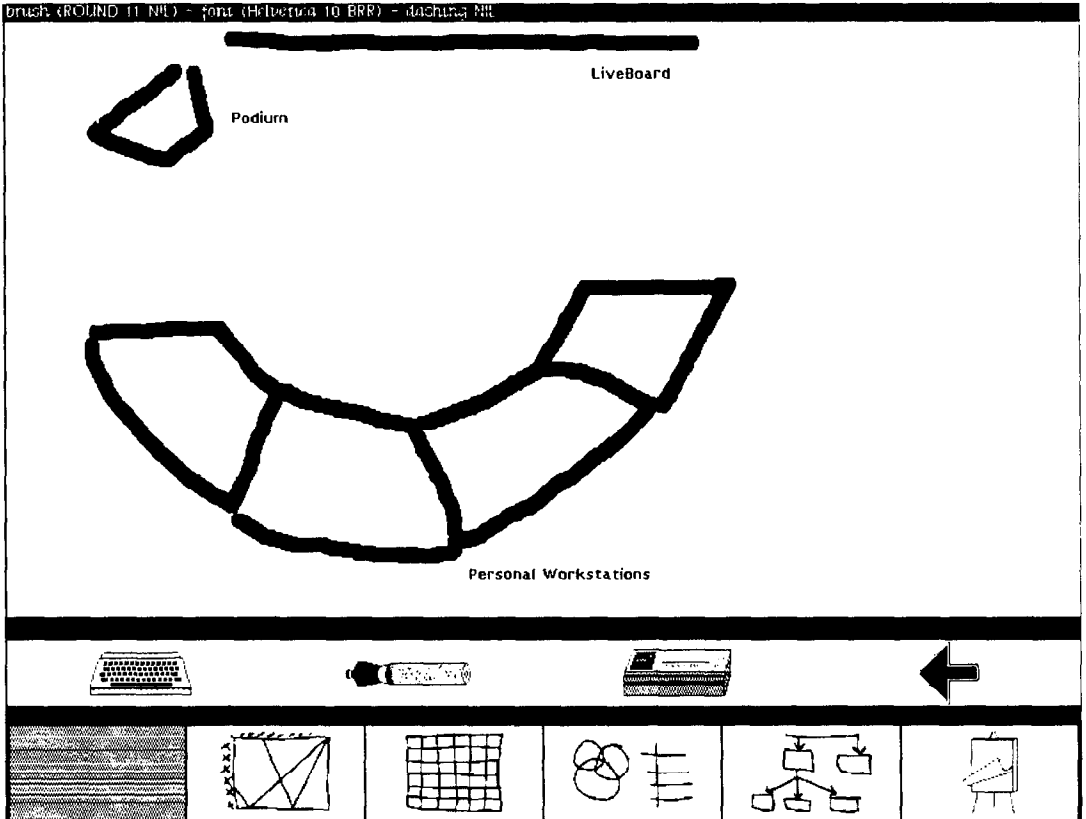 brush (ROUND 11 NIL) - font (Helvetica 10 BRR) - dashing NIL
LiveBoard
Podium
Personal Workstations